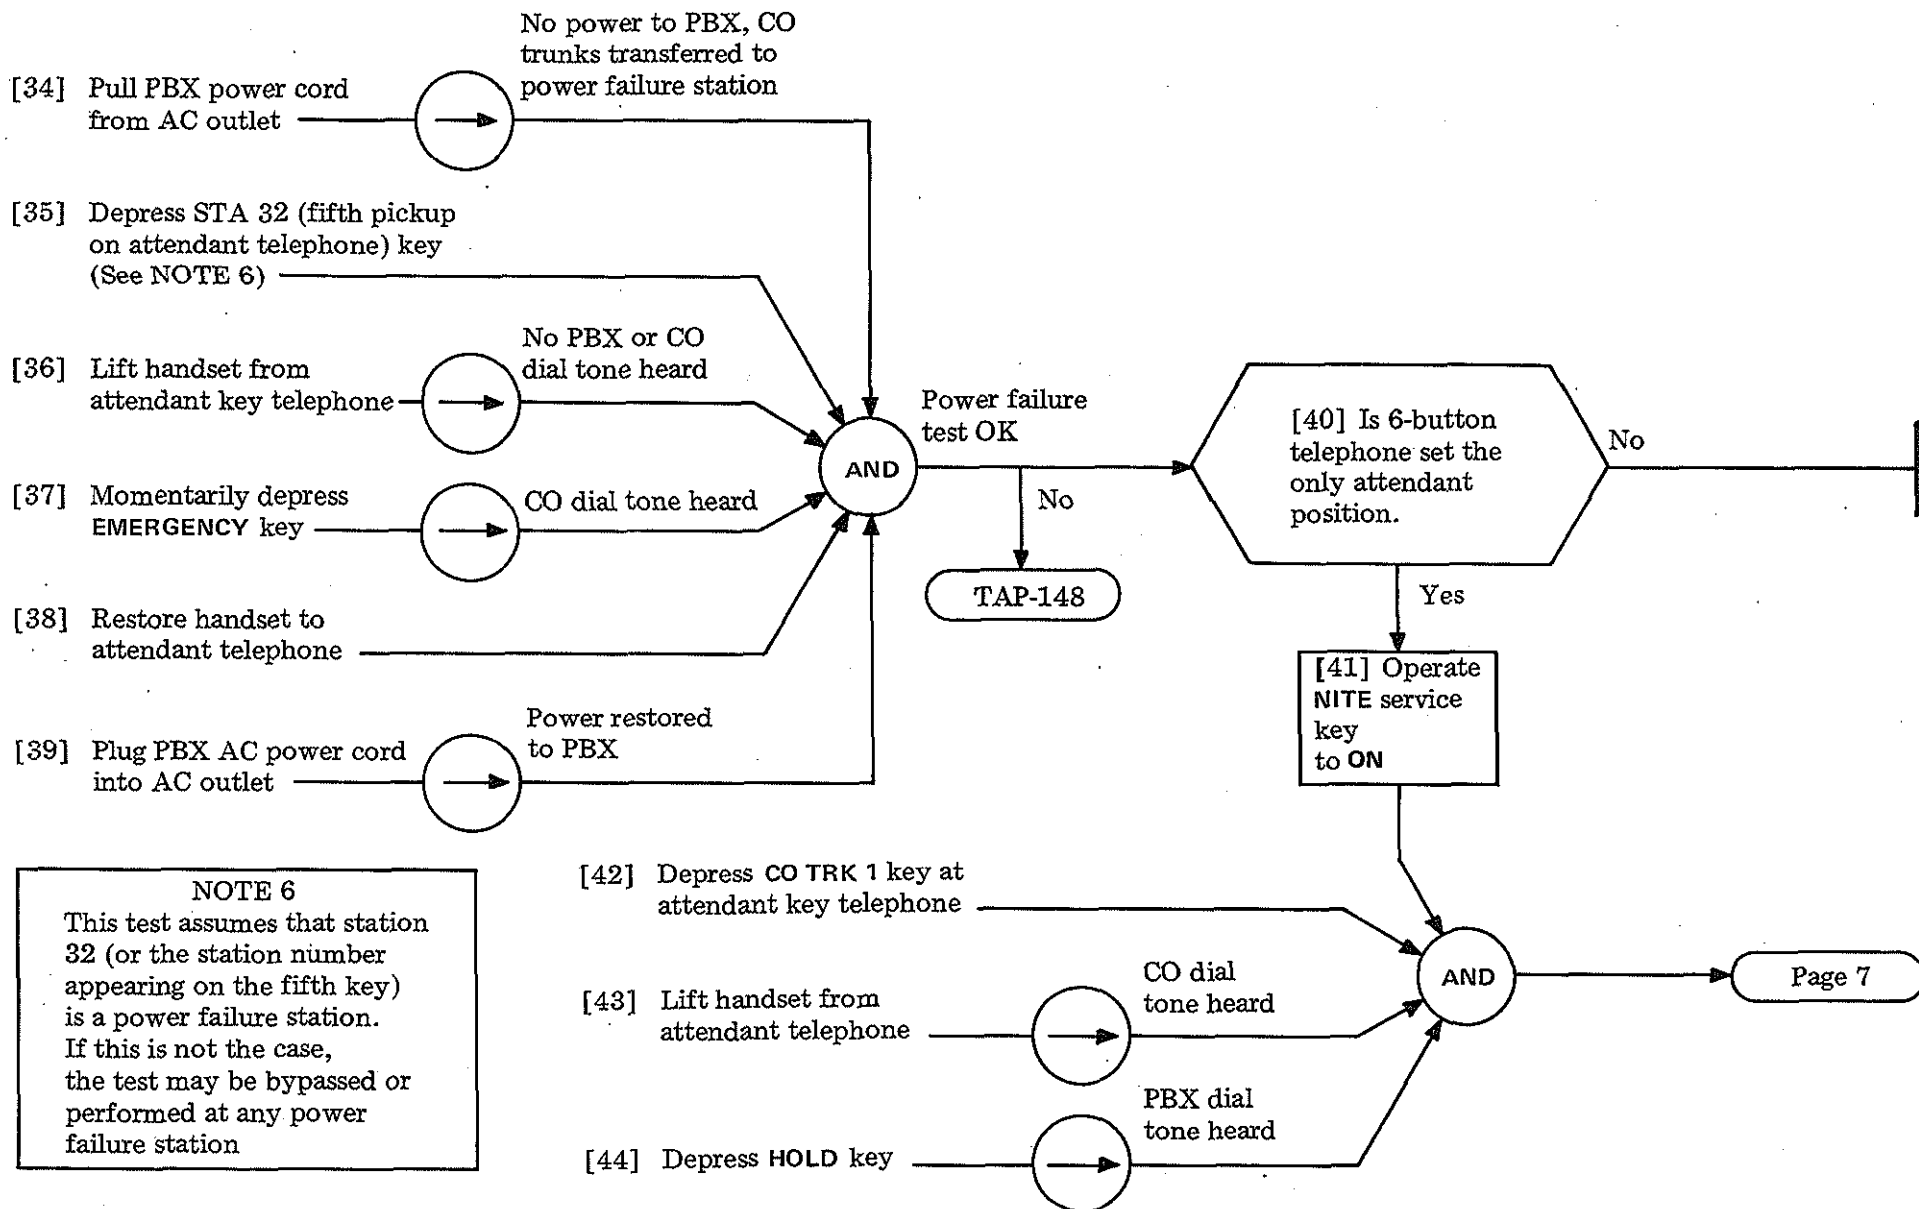 No power to PBX, CO
trunks transferred to
power failure station
[34] Pull PBX power cord
from AC outlet
[35] Depress STA 32 (fifth pickup
on attendant telephone) key
(See NOTE 6)
No PBX or CO
dial tone heard
[36] Lift handset from
attendant key telephone
[37] Momentarily depress
EMERGENCY key
CO dial tone heard
[38] Restore handset to
attendant telephone
Power restored
to PBX
[39] Plug PBX AC power cord
into AC outlet
AND
Power failure
test OK
No
TAP-148
[40] Is 6-button
telephone set the
only attendant
position.
No
Yes
[41] Operate
NITE service
key
to ON
NOTE 6
This test assumes that station
32 (or the station number
appearing on the fifth key)
is a power failure station.
If this is not the case,
the test may be bypassed or
performed at any power
failure station
[42] Depress CO TRK 1 key at
attendant key telephone
CO dial
tone heard
[43] Lift handset from
attendant telephone
PBX dial
tone heard
[44] Depress HOLD key
AND
Page 7